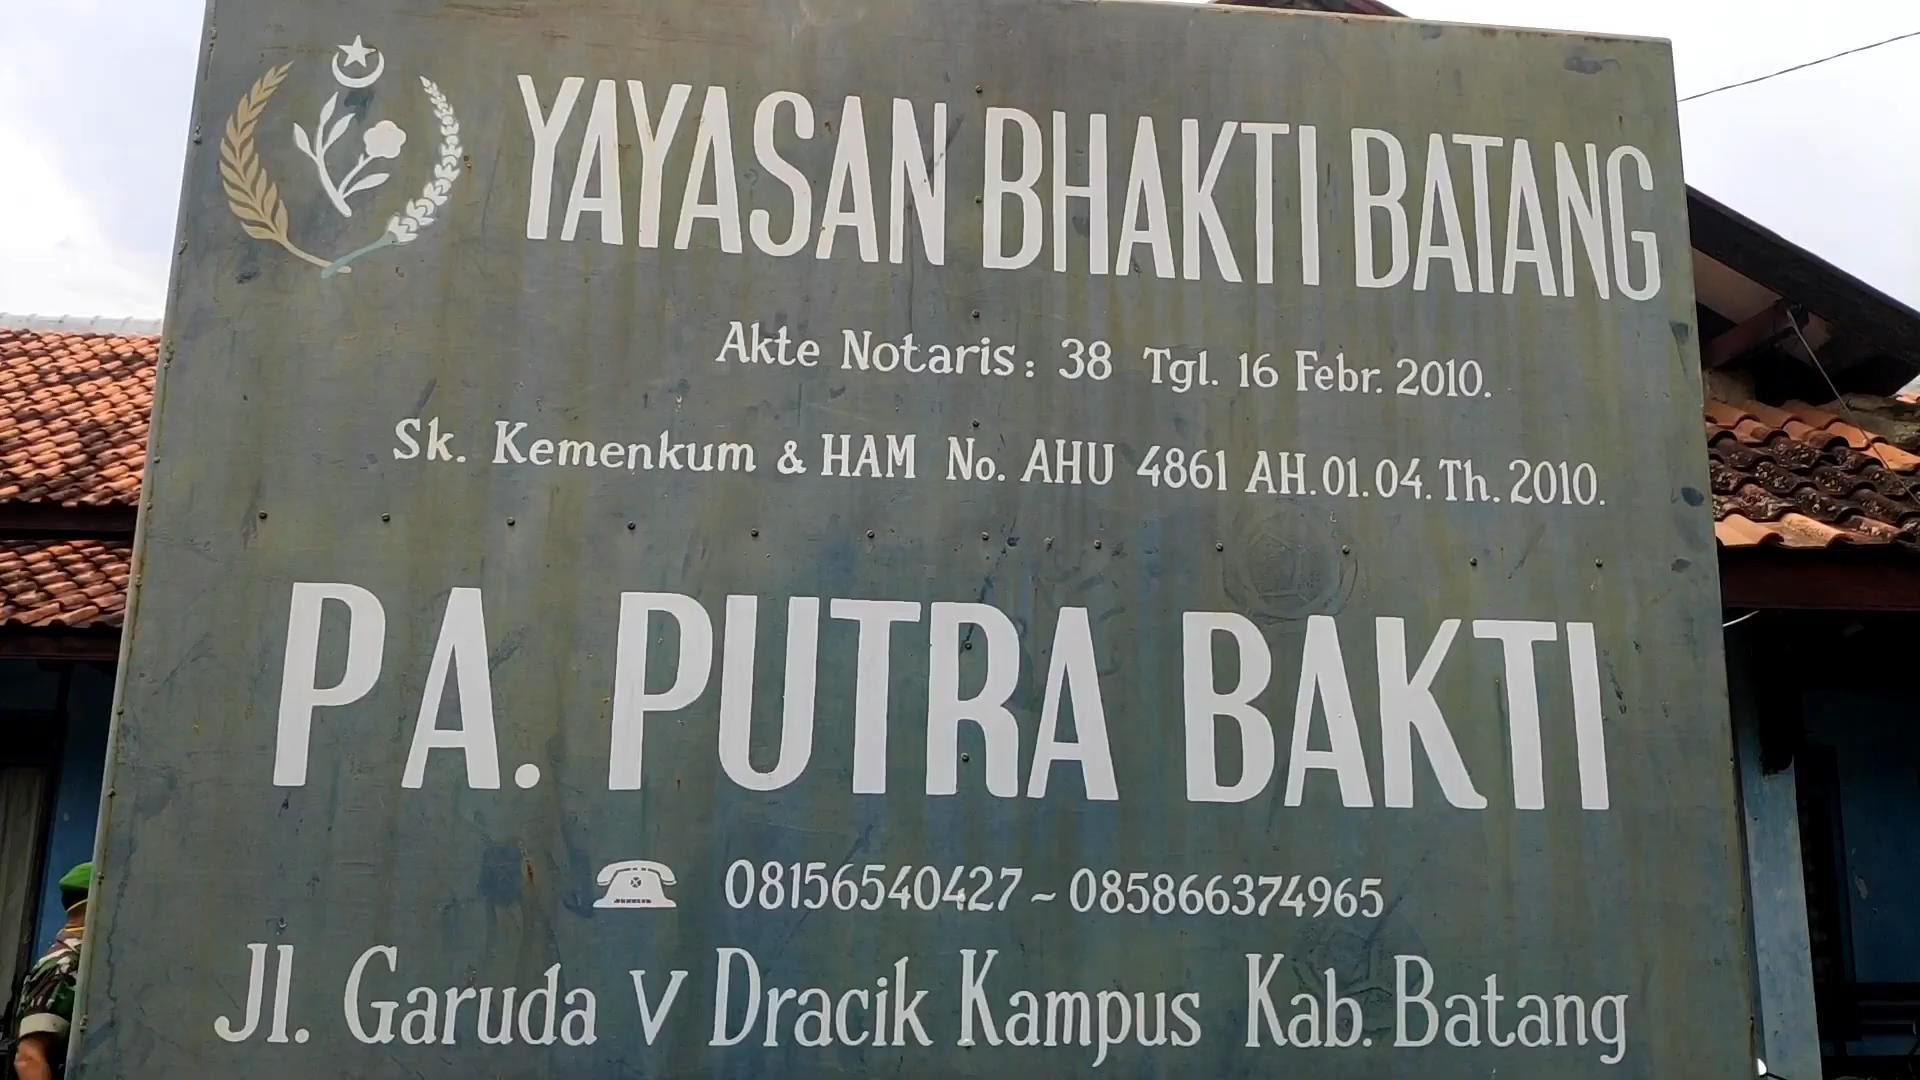 YAYASAN BHAKTI BATANG
Akte Notaris: 38 Tgl. 16 Febr. 2010.
Sk. Kemenkum & HAM No. AHU 4861 AH.01.04. Th. 2010.
PA. PUTRA BAKTI
08156540427 ~ 085866374965
Jl. Garuda V Dracik Kampus Kab. Batang